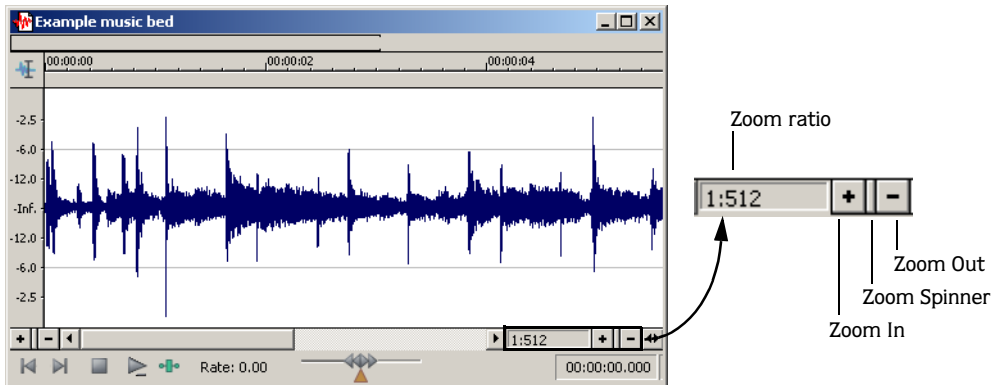 Example music bed
00:00:00 00:00:02 00:00:04
-2.5
-6.0
-12.0
-Inf.
-12.0
-6.0
-2.5
1:512
Rate: 0.00
00:00:00.000
Zoom ratio
1:512
Zoom Out
Zoom Spinner
Zoom In